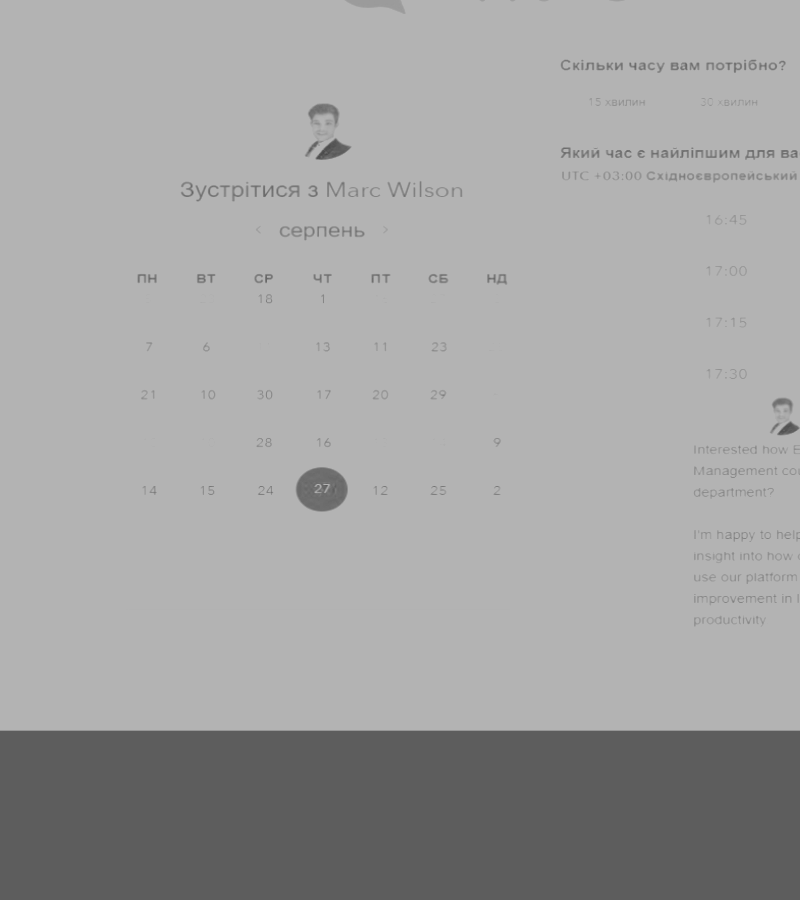 Зустрітися з Marc Wilson
‹ серпень ›
ПН ВТ СР ЧТ ПТ СБ НД
18 1
7 6 13 11 23
21 10 30 17 20 29
28 16 9
14 15 24 27 12 25 2
Скільки часу вам потрібно?
15 хвилин 30 хвилин
Який час є найліпшим для
UTC +03:00 Східноєвропейський
16:45
17:00
17:15
17:30
Interested how
Management
department?
I'm happy to help
insight into how
use our platform
improvement in
productivity